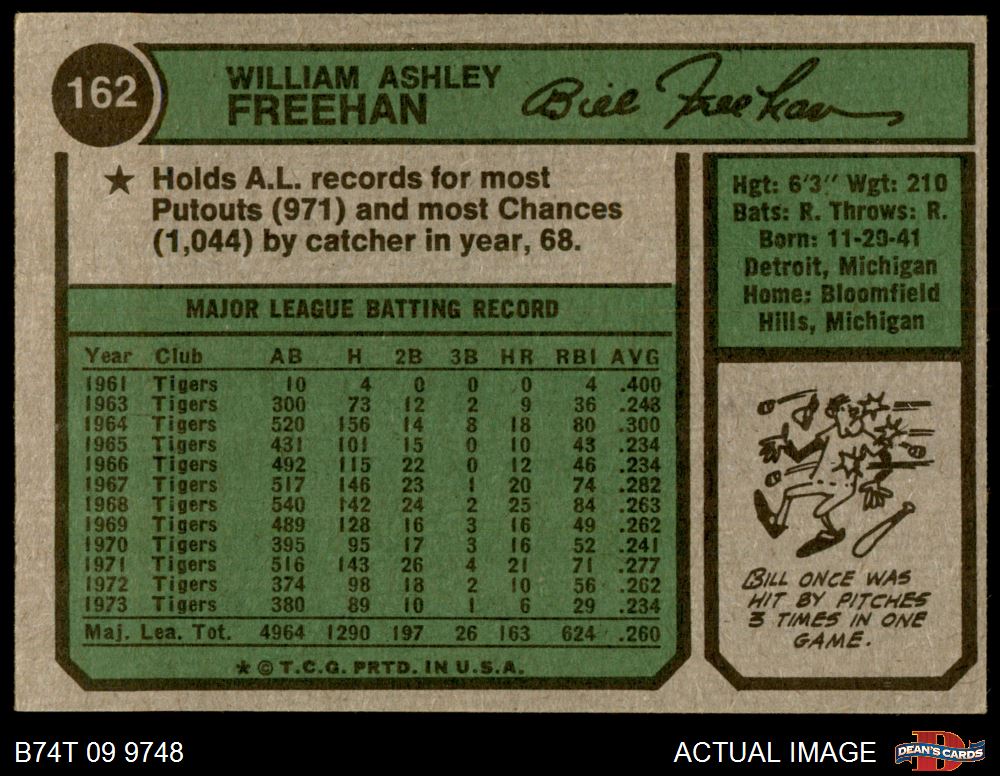 162
WILLIAM ASHLEY
FREEHAN
Bill Freehan
★ Holds A.L. records for most
Putouts (971) and most Chances
(1,044) by catcher in year, 68.
Hgt: 6'3" Wgt: 210
Bats: R. Throws: R.
Born: 11-29-41
Detroit, Michigan
Home: Bloomfield
Hills, Michigan
MAJOR LEAGUE BATTING RECORD
Year Club AB H 2B 3B HR RBI AVG
1961 Tigers 10 4 0 0 0 4 .400
1963 Tigers 300 73 12 2 9 36 .243
1964 Tigers 520 156 14 8 18 80 .300
1965 Tigers 431 101 15 0 10 43 .234
1966 Tigers 492 115 22 0 12 46 .234
1967 Tigers 517 146 23 1 20 74 .282
1968 Tigers 540 142 24 2 25 84 .263
1969 Tigers 489 128 16 3 16 49 .262
1970 Tigers 395 95 17 3 16 52 .241
1971 Tigers 516 143 26 4 21 71 .277
1972 Tigers 374 98 18 2 10 56 .262
1973 Tigers 380 89 10 1 6 29 .234
Maj. Lea. Tot. 4964 1290 197 26 163 624 .260
★ © T.C.G. PRTD. IN U.S.A.
BILL ONCE WAS
HIT BY PITCHES
3 TIMES IN ONE
GAME.
B74T 09 9748
ACTUAL IMAGE
DEAN'S CARDS